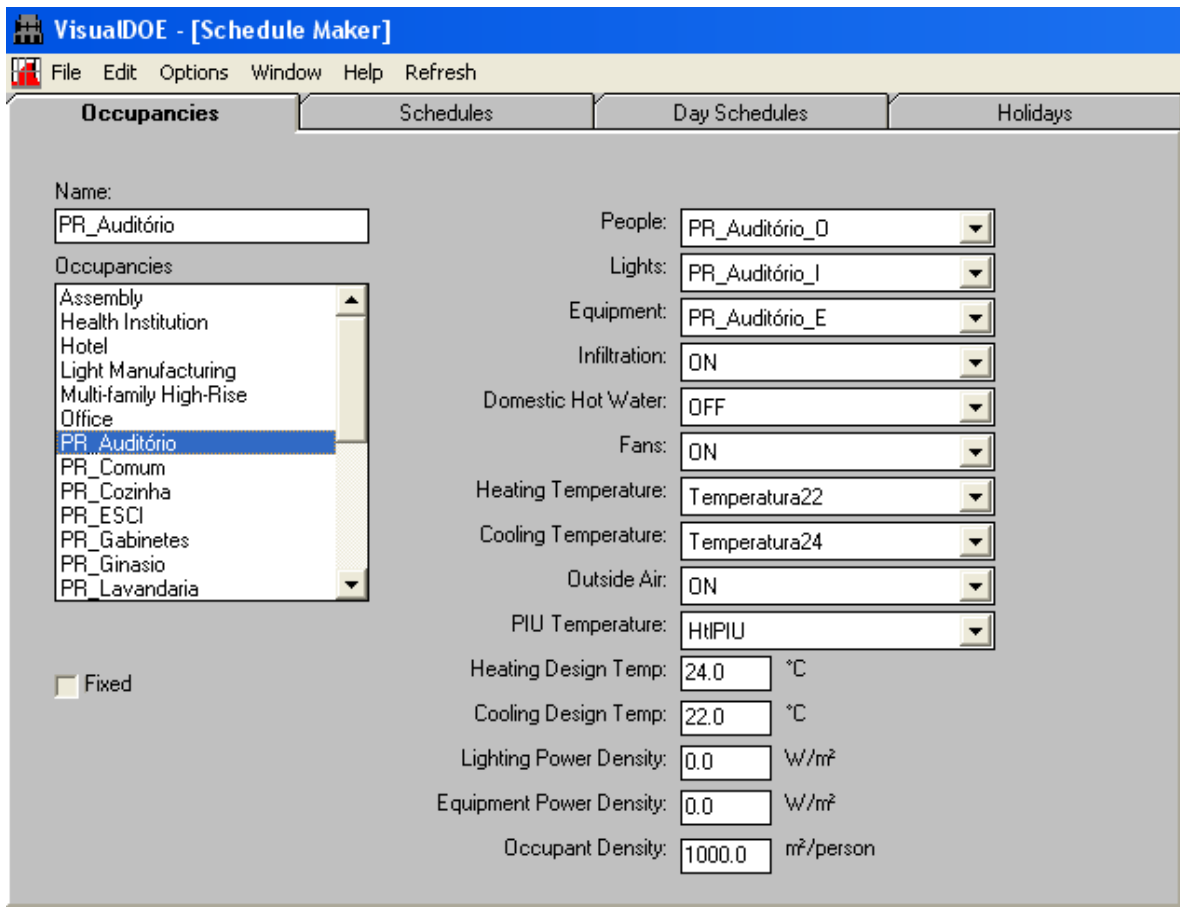 VisualDOE - [Schedule Maker]
File Edit Options Window Help Refresh
Occupancies Schedules Day Schedules Holidays
Name:
PR_Auditório
Occupancies
Assembly
Health Institution
Hotel
Light Manufacturing
Multi-family High-Rise
Office
PR_Auditório
PR_Comum
PR_Cozinha
PR_ESCI
PR_Gabinetes
PR_Ginasio
PR_Lavandaria
Fixed
People: PR_Auditório_O
Lights: PR_Auditório_I
Equipment: PR_Auditório_E
Infiltration: ON
Domestic Hot Water: OFF
Fans: ON
Heating Temperature: Temperatura22
Cooling Temperature: Temperatura24
Outside Air: ON
PIU Temperature: HtlPIU
Heating Design Temp: 24.0 °C
Cooling Design Temp: 22.0 °C
Lighting Power Density: 0.0 W/m²
Equipment Power Density: 0.0 W/m²
Occupant Density: 1000.0 m²/person